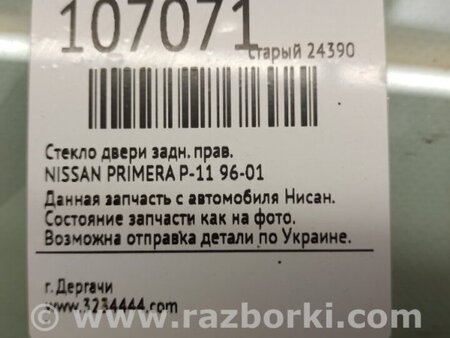 107071
старый 24390
Стекло двери задн. прав.
NISSAN PRIMERA P-11 96-01
Данная запчасть с автомобиля Нисан.
Состояние запчасти как на фото.
Возможна отправка детали по Украине.
г. Дергачи
www.3234444.com
www.razborki.com